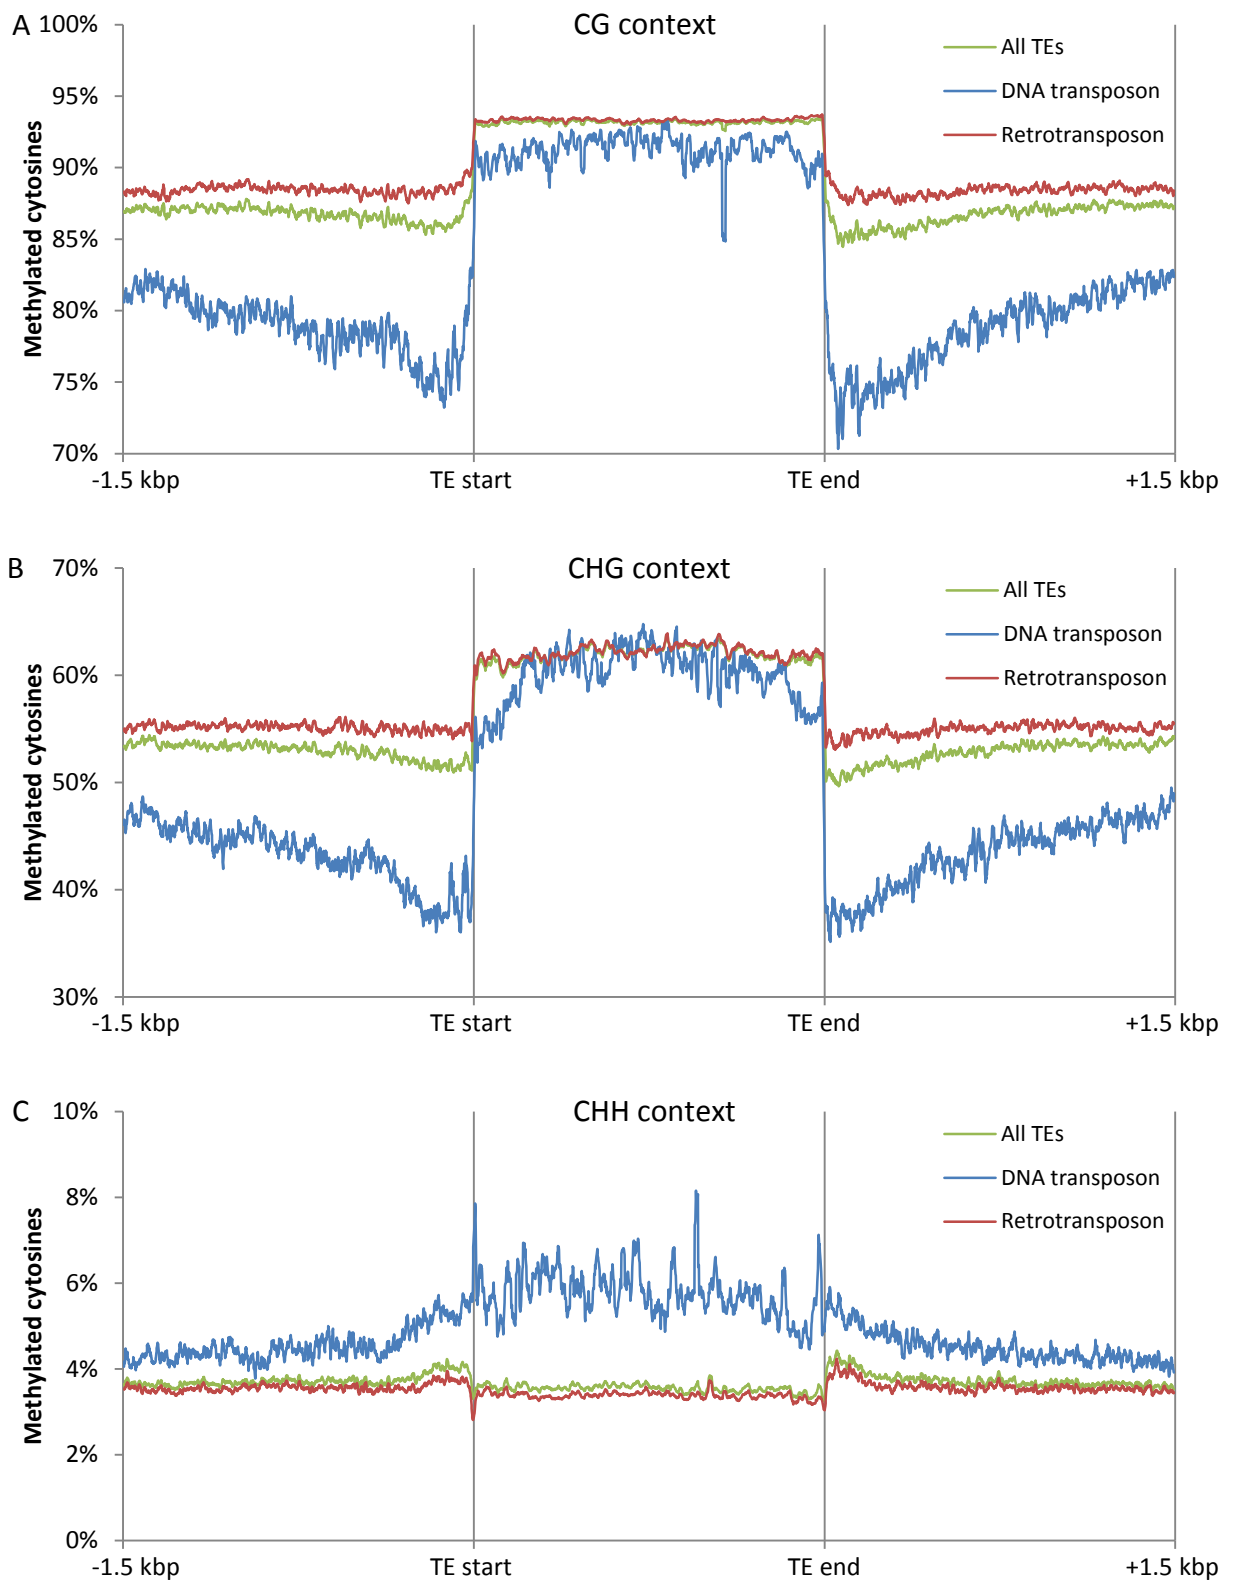 A
CG context
100%
95%
90%
85%
80%
75%
70%
Methylated cytosines
All TEs
DNA transposon
Retrotransposon
-1.5 kbp
TE start
TE end
+1.5 kbp
B
CHG context
70%
60%
50%
40%
30%
Methylated cytosines
All TEs
DNA transposon
Retrotransposon
-1.5 kbp
TE start
TE end
+1.5 kbp
C
CHH context
10%
8%
6%
4%
2%
0%
Methylated cytosines
All TEs
DNA transposon
Retrotransposon
-1.5 kbp
TE start
TE end
+1.5 kbp